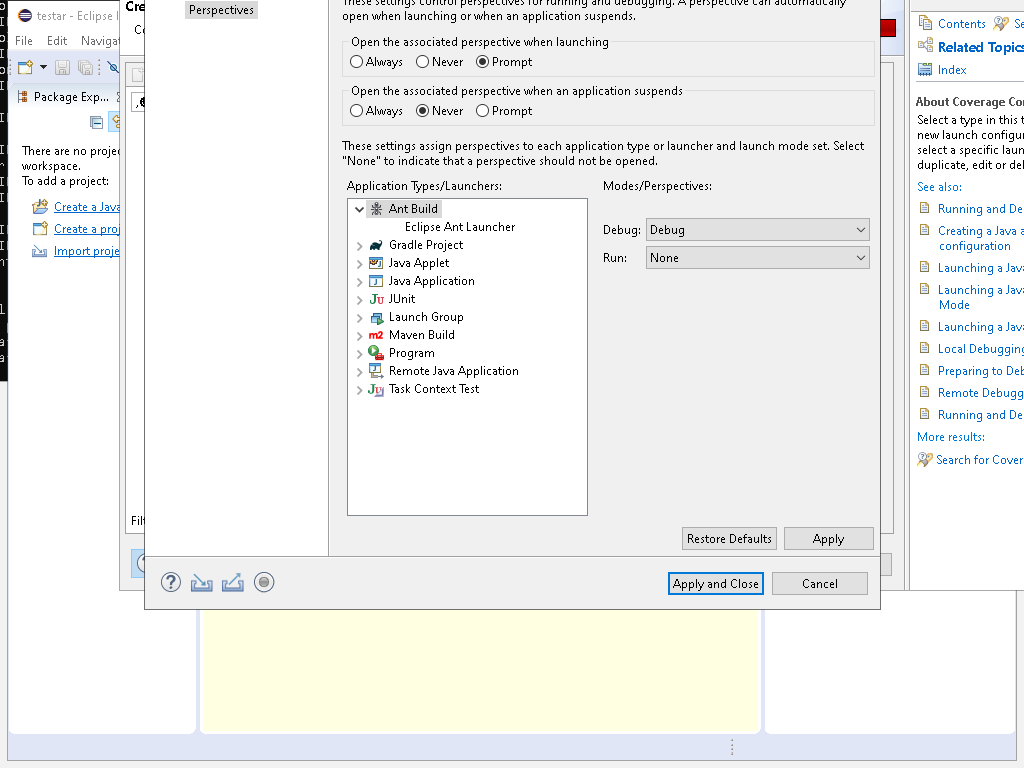 testar - Eclipse
File Edit Navigat
Package Exp...
There are no proje
workspace.
To add a project:
Create a Java
Create a proj
Import proje
Cre
Perspectives
These settings control perspectives for running and debugging. A perspective can automatically
open when launching or when an application suspends.
Open the associated perspective when launching
Always Never Prompt
Open the associated perspective when an application suspends
Always Never Prompt
These settings assign perspectives to each application type or launcher and launch mode set. Select
"None" to indicate that a perspective should not be opened.
Application Types/Launchers:
Ant Build
Eclipse Ant Launcher
Gradle Project
Java Applet
Java Application
JUnit
Launch Group
Maven Build
Program
Remote Java Application
Task Context Test
Modes/Perspectives:
Debug: Debug
Run: None
Restore Defaults Apply
Apply and Close Cancel
Filt
Contents Se
Related Topics
Index
About Coverage Co
Select a type in this t
new launch configur
select a specific laun
duplicate, edit or del
See also:
Running and De
Creating a Java a
configuration
Launching a Java
Launching a Java
Mode
Launching a Java
Local Debugging
Preparing to Deb
Remote Debugg
Running and De
More results:
Search for Cover